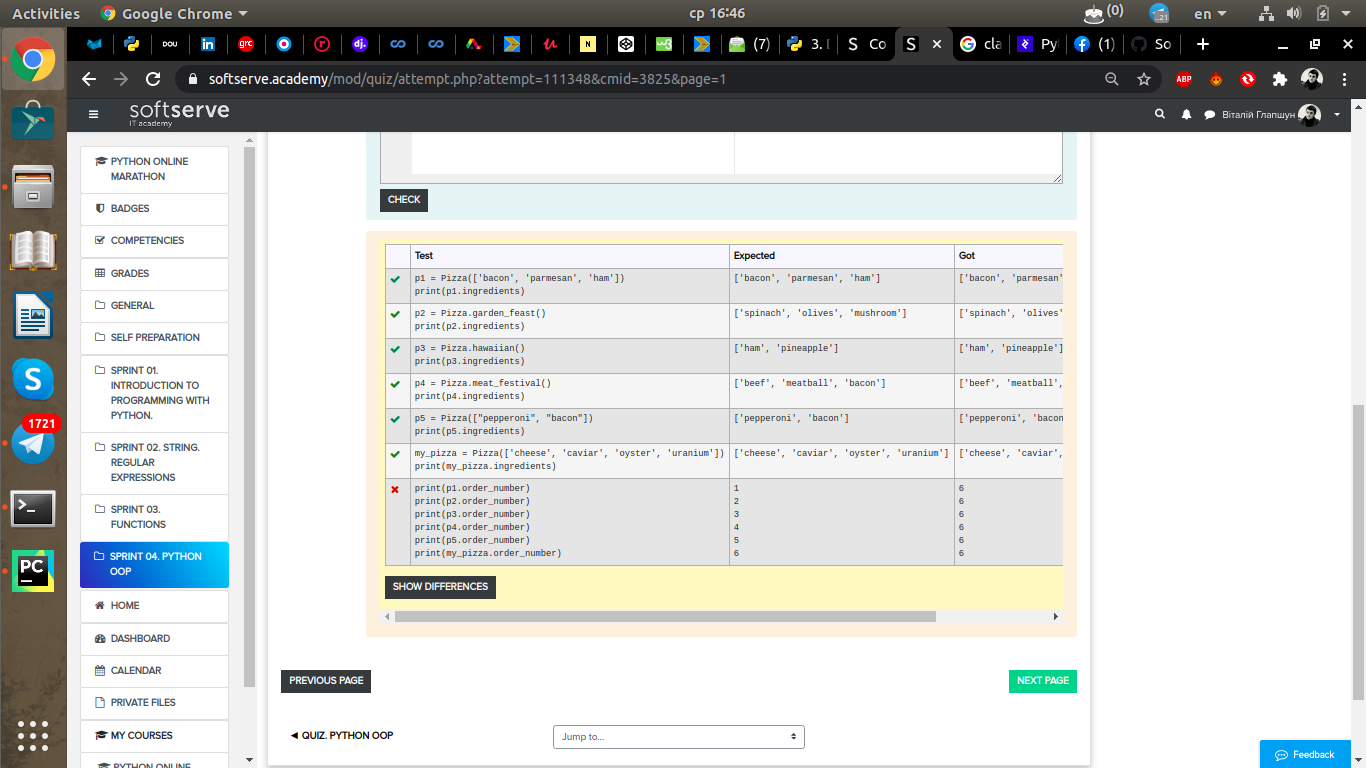 Activities
Google Chrome
ср 16:46
(0)
21
en
DOU
in
grc
dj.
N
(7)
3. [
S Co
S
cla
Pyl
(1)
So
softserve.academy/mod/quiz/attempt.php?attempt=111348&cmid=3825&page=1
ABP
softserve
IT academy
Віталій Глапшун
PYTHON ONLINE
MARATHON
BADGES
COMPETENCIES
GRADES
GENERAL
SELF PREPARATION
SPRINT 01.
INTRODUCTION TO
PROGRAMMING WITH
PYTHON.
SPRINT 02. STRING.
REGULAR
EXPRESSIONS
SPRINT 03.
FUNCTIONS
SPRINT 04. PYTHON
OOP
HOME
DASHBOARD
CALENDAR
PRIVATE FILES
MY COURSES
PYTHON ONLINE
1721
PC
CHECK
Test Expected Got
p1 = Pizza(['bacon', 'parmesan', 'ham']) ['bacon', 'parmesan', 'ham'] ['bacon', 'parmesan'
print(p1.ingredients)
p2 = Pizza.garden_feast() ['spinach', 'olives', 'mushroom'] ['spinach', 'olives'
print(p2.ingredients)
p3 = Pizza.hawaiian() ['ham', 'pineapple'] ['ham', 'pineapple']
print(p3.ingredients)
p4 = Pizza.meat_festival() ['beef', 'meatball', 'bacon'] ['beef', 'meatball',
print(p4.ingredients)
p5 = Pizza(["pepperoni", "bacon"]) ['pepperoni', 'bacon'] ['pepperoni', 'bacon
print(p5.ingredients)
my_pizza = Pizza(['cheese', 'caviar', 'oyster', 'uranium']) ['cheese', 'caviar', 'oyster', 'uranium'] ['cheese', 'caviar',
print(my_pizza.ingredients)
print(p1.order_number) 1 6
print(p2.order_number) 2 6
print(p3.order_number) 3 6
print(p4.order_number) 4 6
print(p5.order_number) 5 6
print(my_pizza.order_number) 6 6
SHOW DIFFERENCES
PREVIOUS PAGE
NEXT PAGE
◄ QUIZ. PYTHON OOP
Jump to...
Feedback